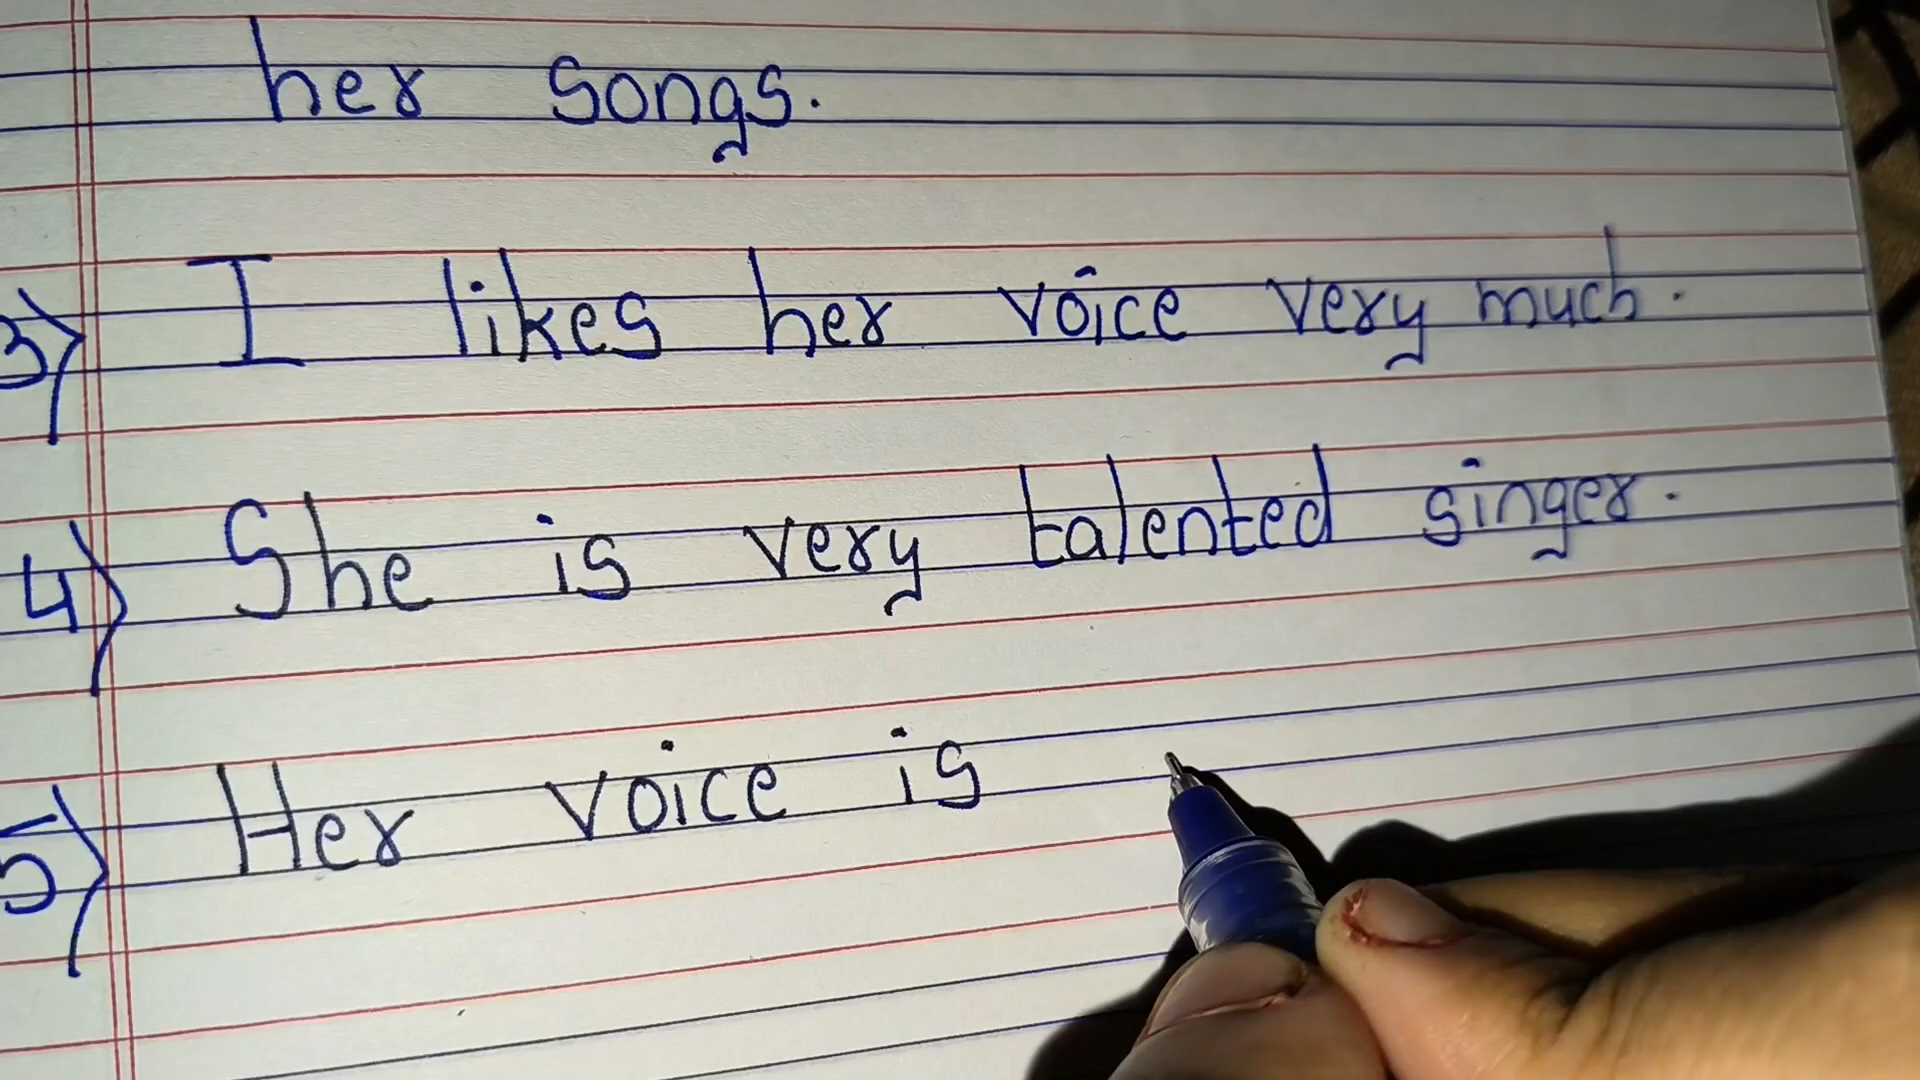 her songs.
3) I likes her voice very much.
4) She is very talented singer.
5) Her voice is